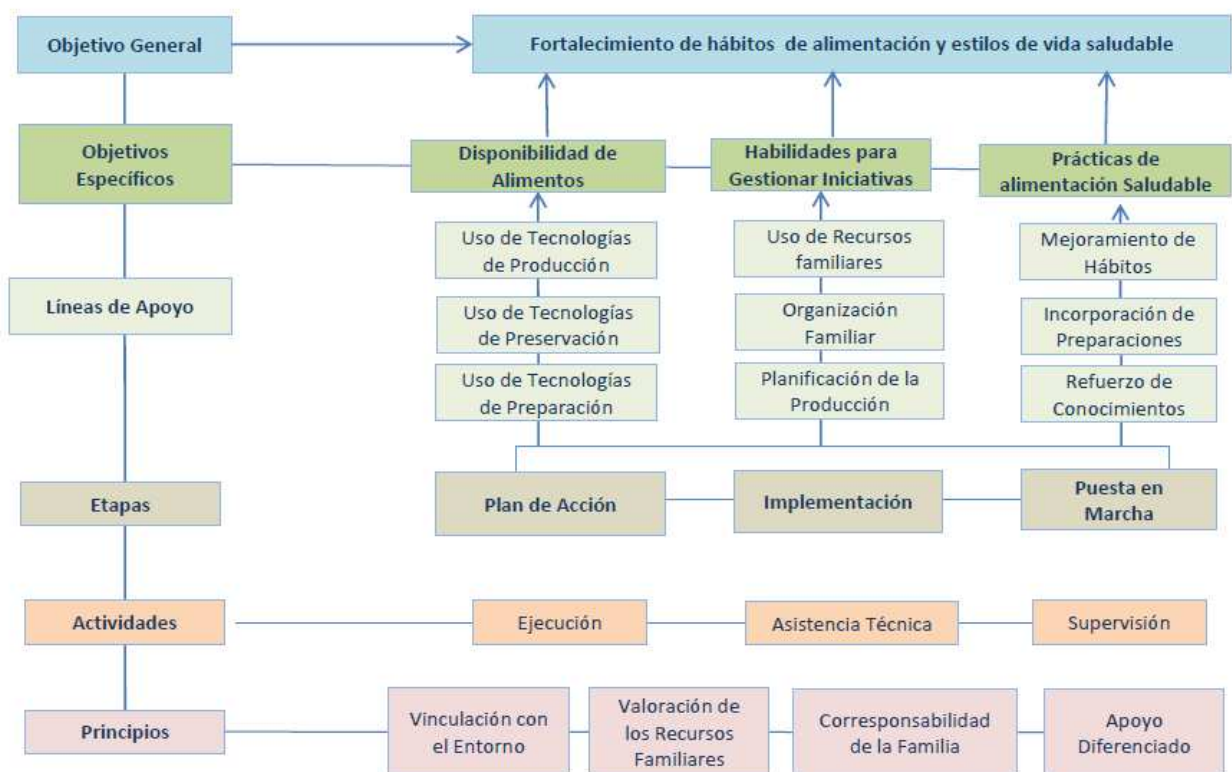 Objetivo General
Fortalecimiento de hábitos de alimentación y estilos de vida saludable
Objetivos
Específicos
Disponibilidad de
Alimentos
Habilidades para
Gestionar Iniciativas
Prácticas de
alimentación Saludable
Líneas de Apoyo
Uso de Tecnologías
de Producción
Uso de Recursos
familiares
Mejoramiento de
Hábitos
Uso de Tecnologías
de Preservación
Organización
Familiar
Incorporación de
Preparaciones
Uso de Tecnologías
de Preparación
Planificación de la
Producción
Refuerzo de
Conocimientos
Etapas
Plan de Acción
Implementación
Puesta en
Marcha
Actividades
Ejecución
Asistencia Técnica
Supervisión
Principios
Vinculación con
el Entorno
Valoración de
los Recursos
Familiares
Corresponsabilidad
de la Familia
Apoyo
Diferenciado